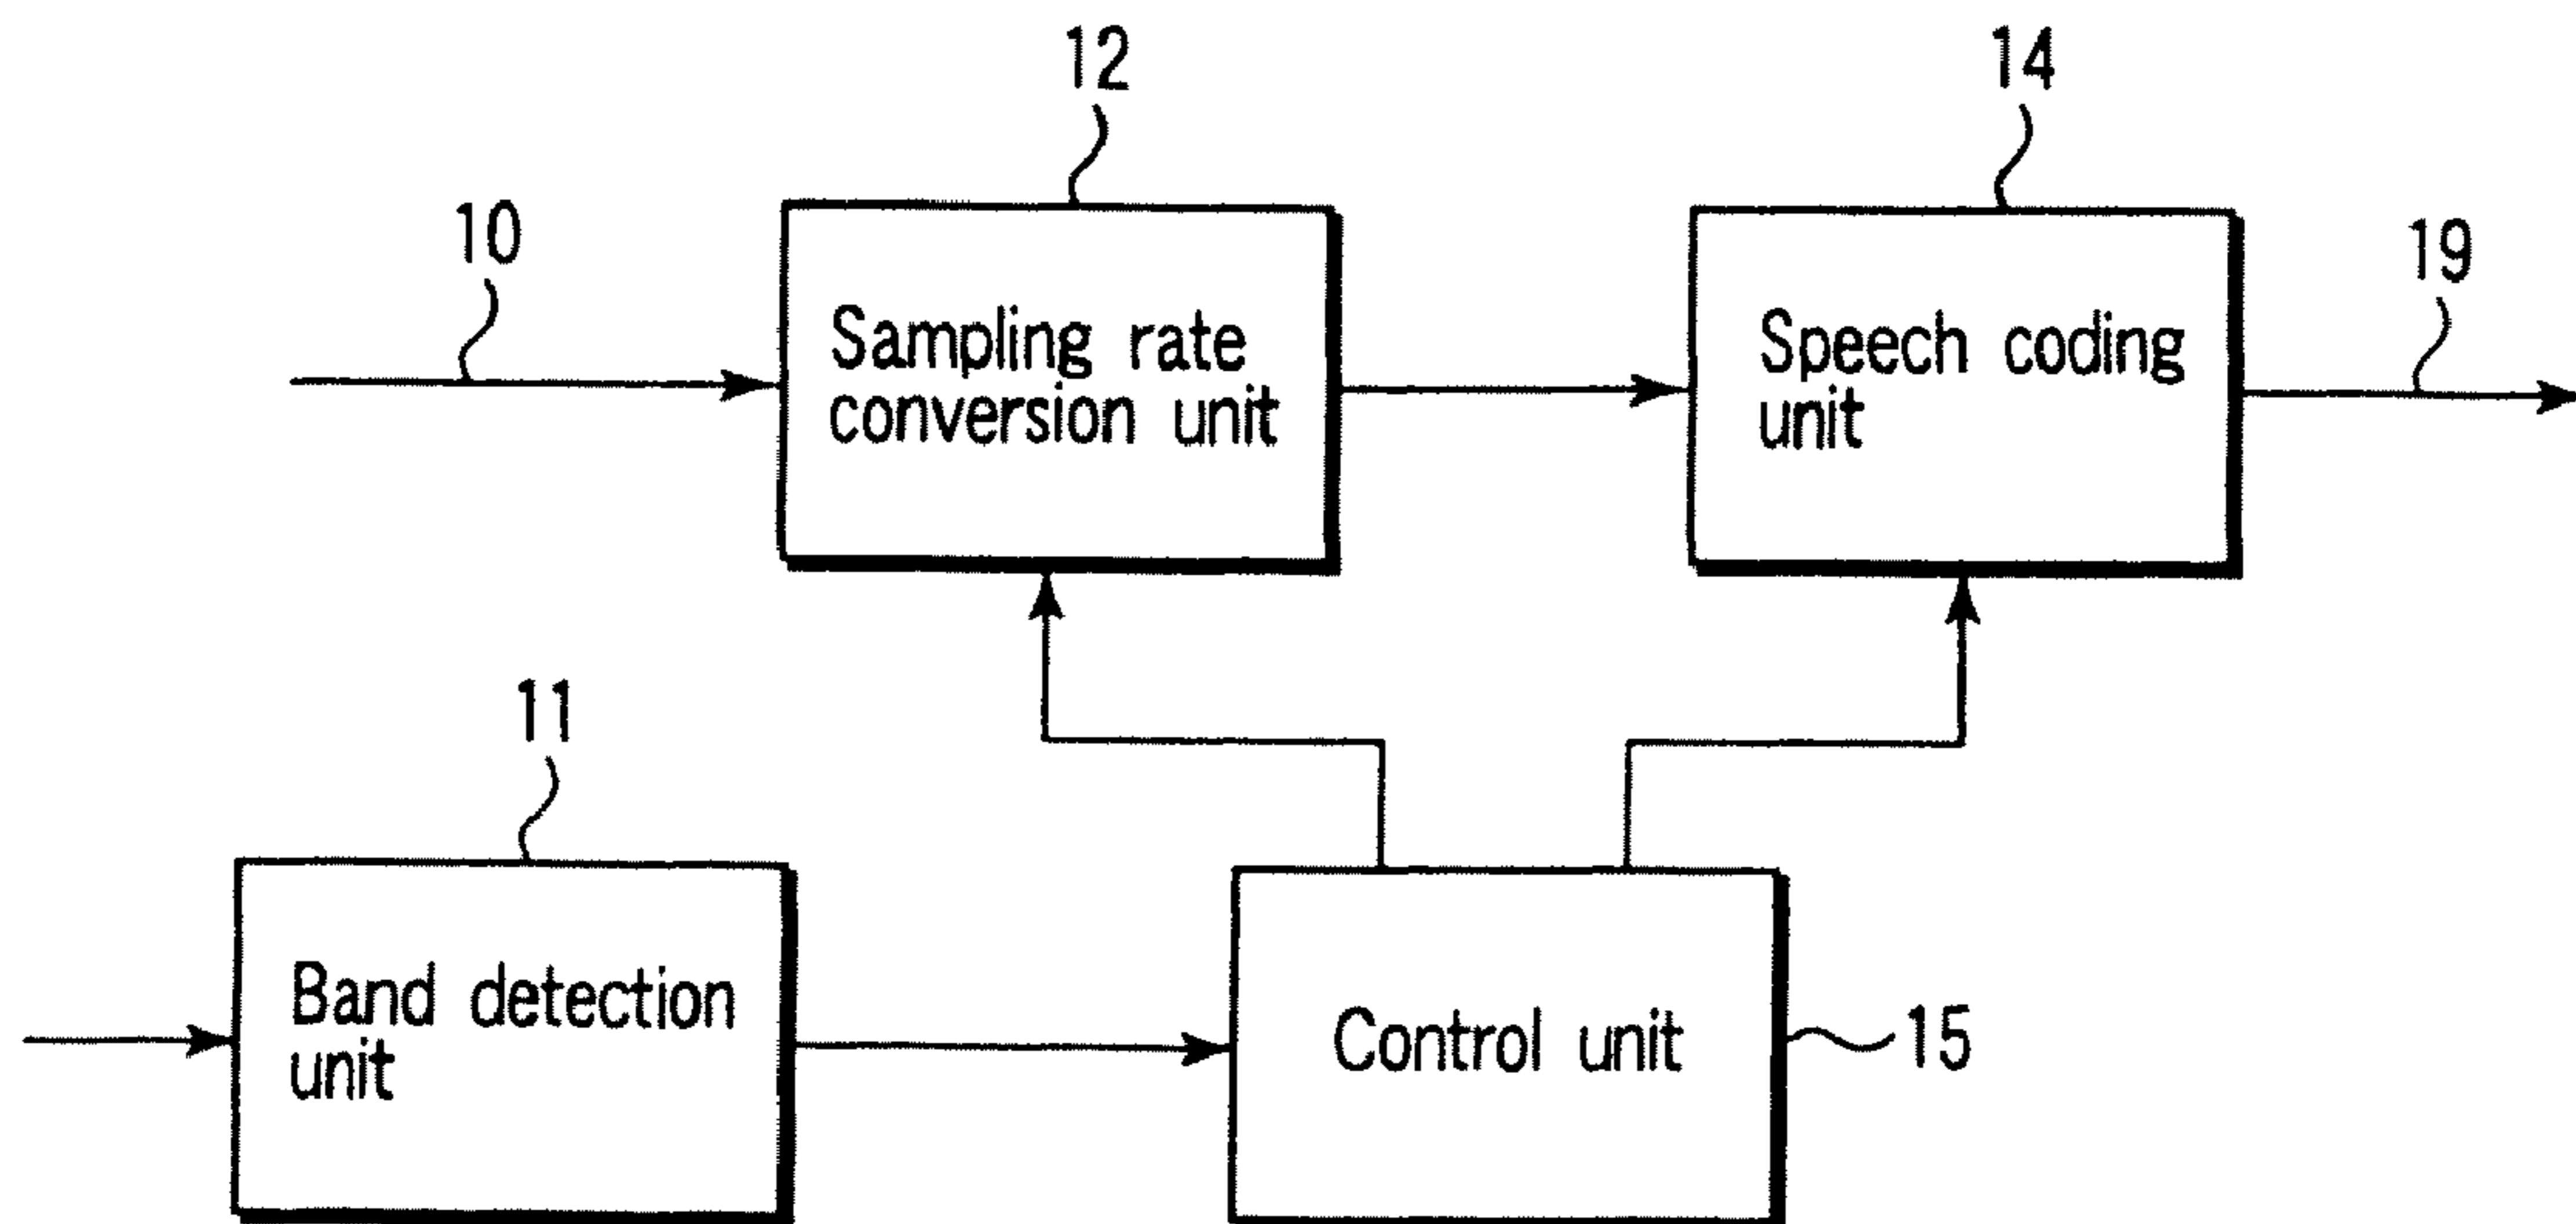 12
14
10
19
Sampling rate
conversion unit
Speech coding
unit
11
Band detection
unit
Control unit
15